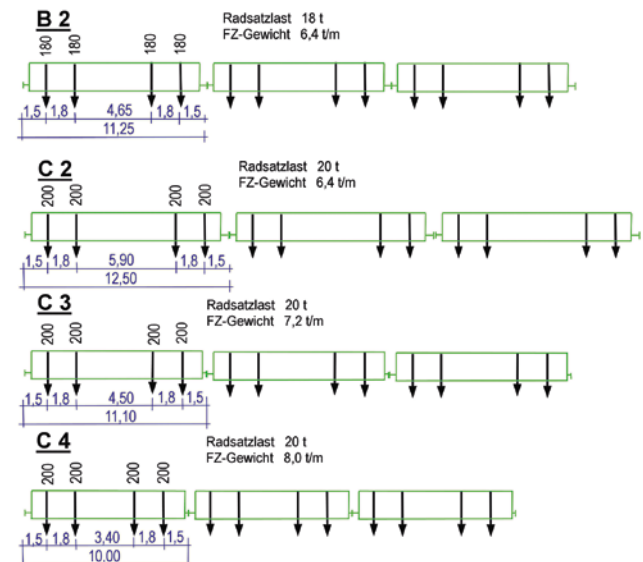 B 2
Radsatzlast 18 t
FZ-Gewicht 6,4 t/m
180 180 180 180
1,5 1,8 4,65 1,8 1,5
11,25
C 2
Radsatzlast 20 t
FZ-Gewicht 6,4 t/m
200 200 200 200
1,5 1,8 5,90 1,8 1,5
12,50
C 3
Radsatzlast 20 t
FZ-Gewicht 7,2 t/m
200 200 200 200
1,5 1,8 4,50 1,8 1,5
11,10
C 4
Radsatzlast 20 t
FZ-Gewicht 8,0 t/m
200 200 200 200
1,5 1,8 3,40 1,8 1,5
10,00